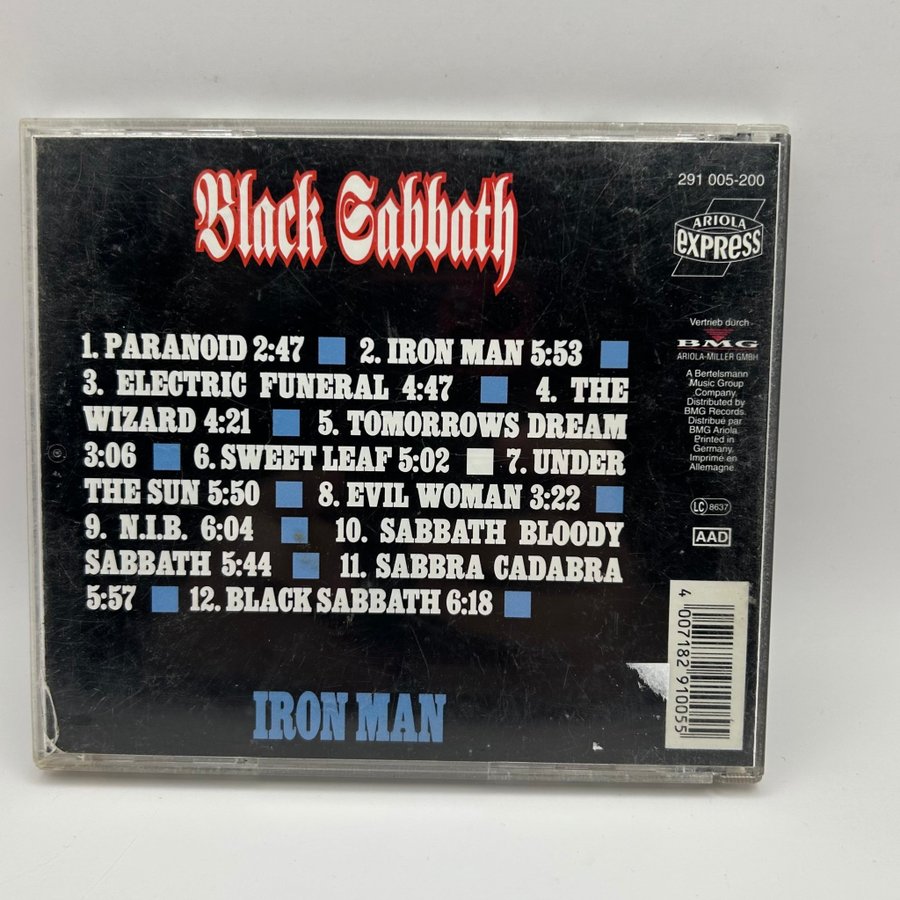 Black Sabbath
1. PARANOID 2:47 2. IRON MAN 5:53
3. ELECTRIC FUNERAL 4:47 4. THE
WIZARD 4:21 5. TOMORROWS DREAM
3:06 6. SWEET LEAF 5:02 7. UNDER
THE SUN 5:50 8. EVIL WOMAN 3:22
9. N.I.B. 6:04 10. SABBATH BLOODY
SABBATH 5:44 11. SABBRA CADABRA
5:57 12. BLACK SABBATH 6:18
IRON MAN
291 005-200
ARIOLA
EXPRESS
Vertrieb durch
BMG
ARIOLA-MILLER GMBH
A Bertelsmann
Music Group
Company.
Distributed by
BMG Records.
Distribué par
BMG Ariola.
Printed in
Germany.
Imprimé en
Allemagne.
LC 8637
AAD
4 007182 910055